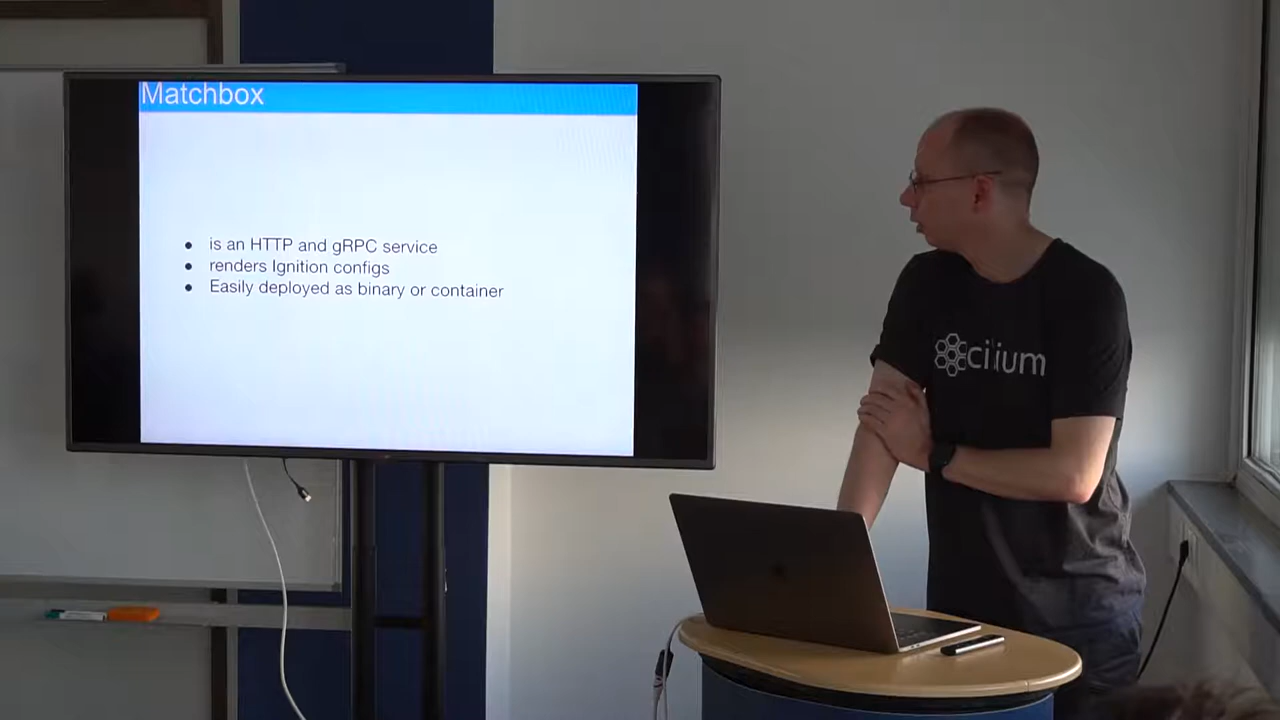 Matchbox
is an HTTP and gRPC service
renders Ignition configs
Easily deployed as binary or container
cilium